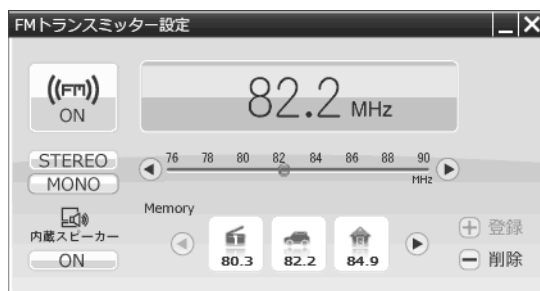 FMトランスミッター設定
((FM))
ON
82.2 MHz
STEREO
MONO
76 78 80 82 84 86 88 90
MHz
内蔵スピーカー
ON
Memory
1
80.3 82.2 84.9
登録
削除